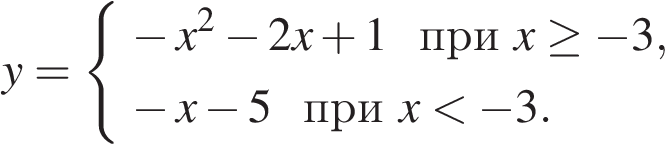 y = { − x² − 2x + 1 при x ≥ −3,
− x − 5 при x < −3.